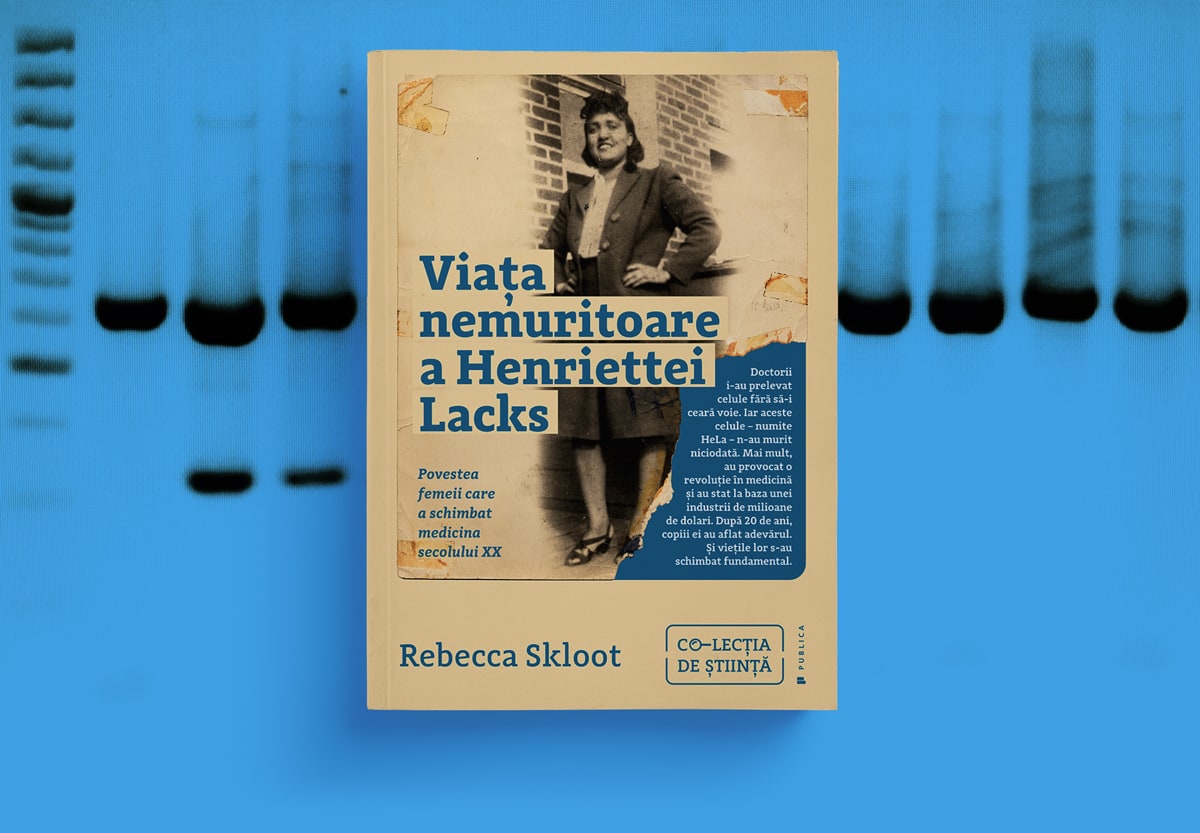 Viața
nemuritoare
a Henriettei
Lacks
Povestea
femeii care
a schimbat
medicina
secolului XX
Doctorii
i-au prelevat
celule fără să-i
ceară voie. Iar aceste
celule – numite
HeLa – n-au murit
niciodată. Mai mult,
au provocat o
revoluție în medicină
și au stat la baza unei
industrii de milioane
de dolari. După 20 de ani,
copiii ei au aflat adevărul.
Și viețile lor s-au
schimbat fundamental.
Rebecca Skloot
CO-LECȚIA
DE ȘTIINȚĂ
PUBLICA